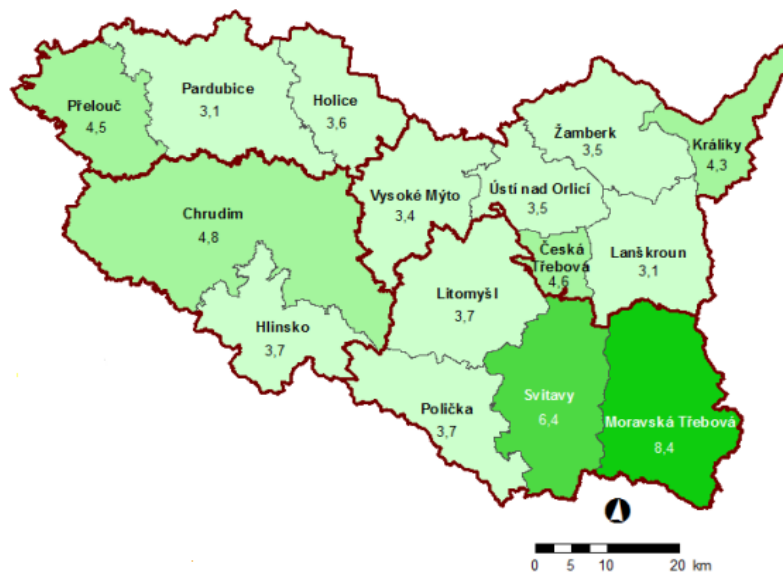 Pardubice
3,1
Holice
3,6
Přelouč
4,5
Žamberk
3,5
Králíky
4,3
Vysoké Mýto
3,4
Ústí nad Orlicí
3,5
Chrudim
4,8
Česká
Třebová
4,6
Lanškroun
3,1
Litomyšl
3,7
Hlinsko
3,7
Svitavy
6,4
Polička
3,7
Moravská Třebová
8,4
0 5 10 20 km